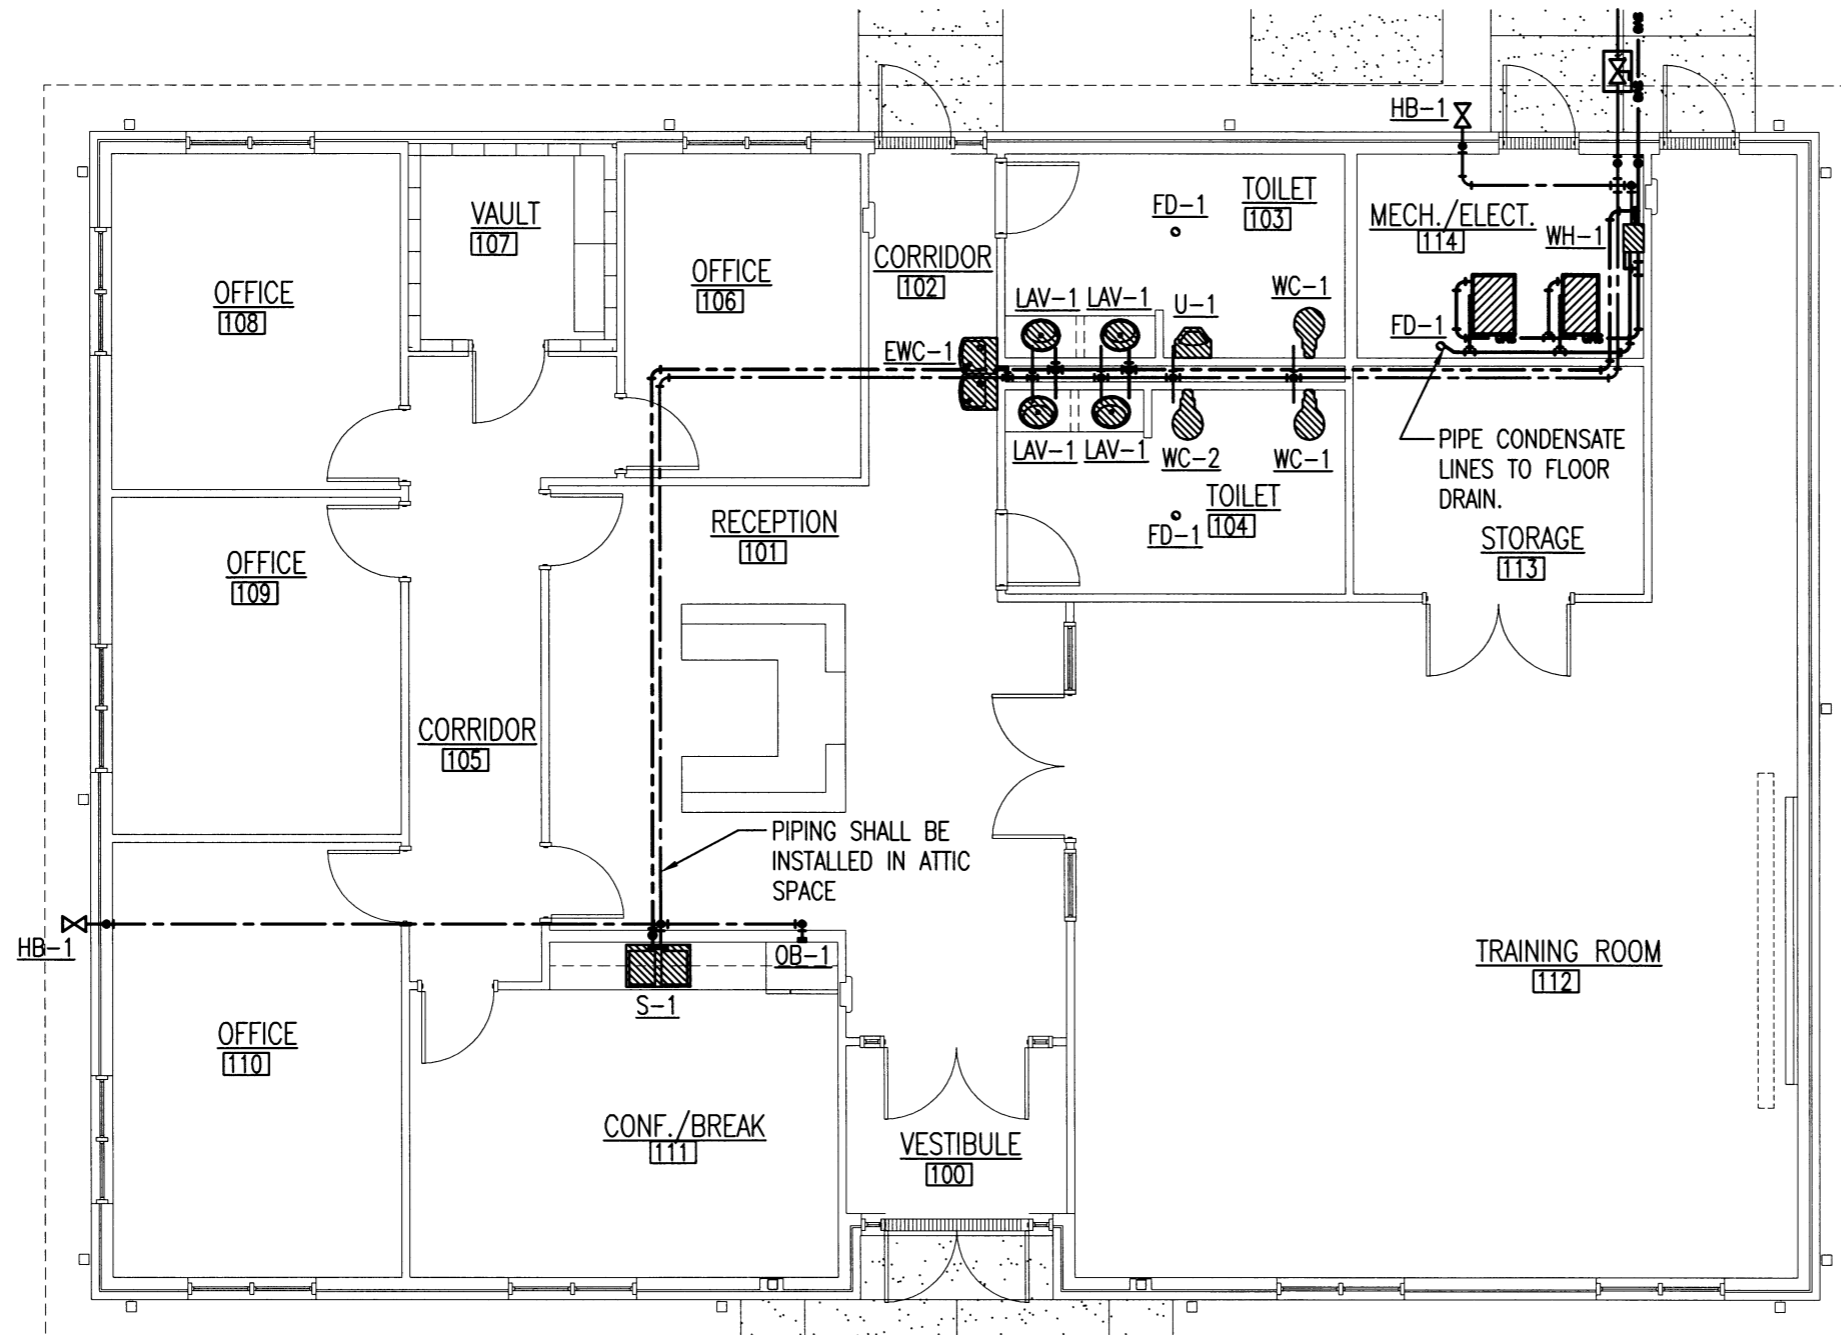 GAS
GAS
HB-1
VAULT
107
OFFICE
106
CORRIDOR
102
FD-1
TOILET
103
MECH./ELECT.
114
WH-1
OFFICE
108
LAV-1
LAV-1
U-1
WC-1
FD-1
GAS
GAS
EWC-1
LAV-1
LAV-1
WC-2
WC-1
PIPE CONDENSATE
LINES TO FLOOR
DRAIN.
TOILET
104
FD-1
RECEPTION
101
STORAGE
113
OFFICE
109
CORRIDOR
105
PIPING SHALL BE
INSTALLED IN ATTIC
SPACE
HB-1
OB-1
S-1
TRAINING ROOM
112
OFFICE
110
CONF./BREAK
111
VESTIBULE
100